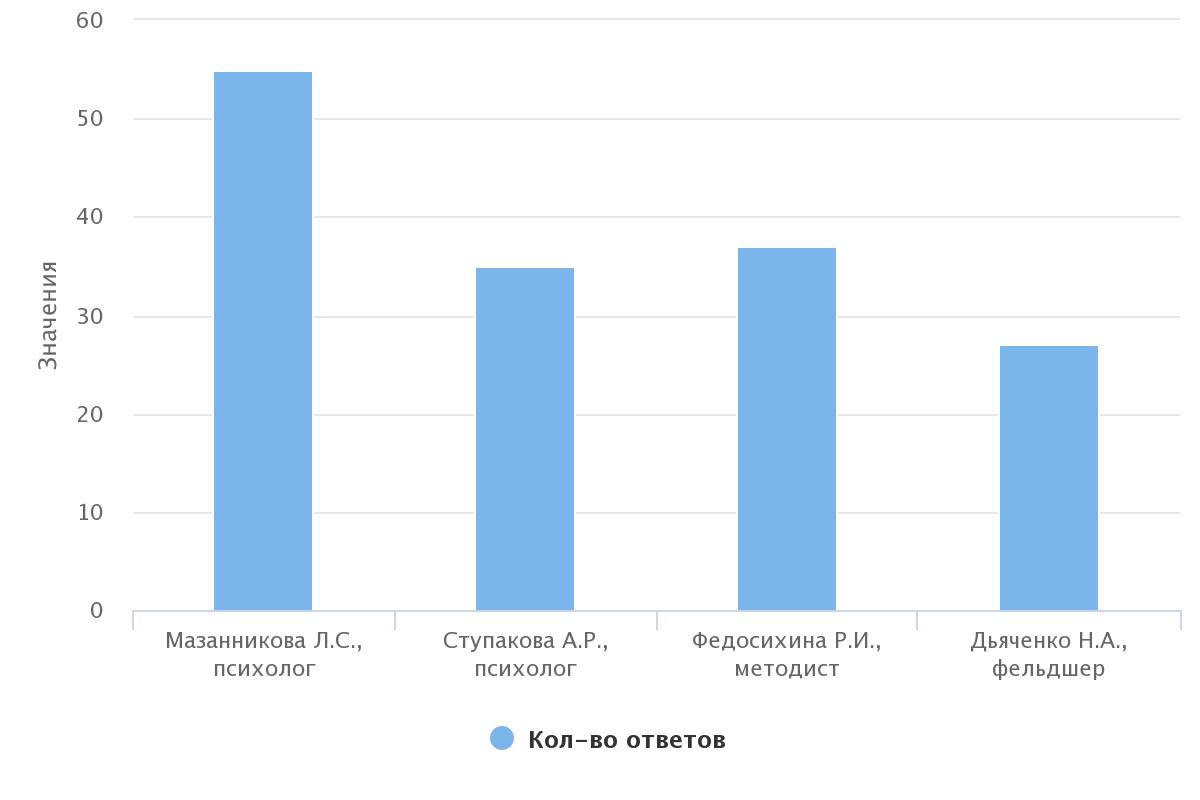 60
50
40
30
20
10
0
Значения
Мазанникова Л.С.,
психолог
Ступакова А.Р.,
психолог
Федосихина Р.И.,
методист
Дьяченко Н.А.,
фельдшер
Кол-во ответов